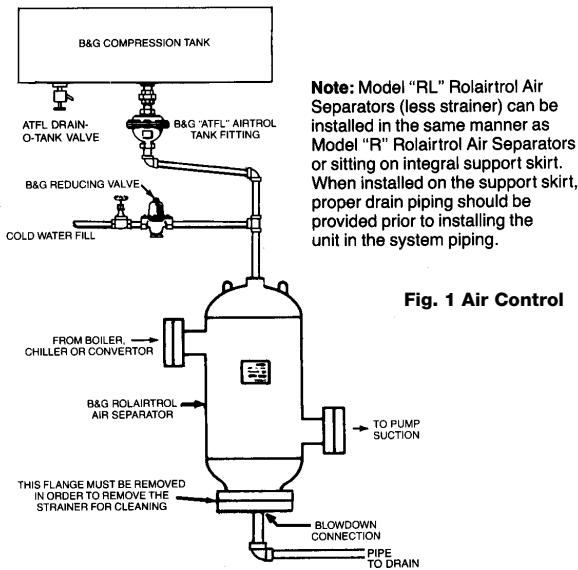 B&G COMPRESSION TANK
ATFL DRAIN-
O-TANK VALVE
B&G "ATFL" AIRTROL
TANK FITTING
Note: Model "RL" Rolairtrol Air
Separators (less strainer) can be
installed in the same manner as
Model "R" Rolairtrol Air Separators
or sitting on integral support skirt.
When installed on the support skirt,
proper drain piping should be
provided prior to installing the
unit in the system piping.
B&G REDUCING VALVE
COLD WATER FILL
Fig. 1 Air Control
FROM BOILER,
CHILLER OR CONVERTOR
B&G ROLAIRTROL
AIR SEPARATOR
TO PUMP
SUCTION
THIS FLANGE MUST BE REMOVED
IN ORDER TO REMOVE THE
STRAINER FOR CLEANING
BLOWDOWN
CONNECTION
PIPE
TO DRAIN